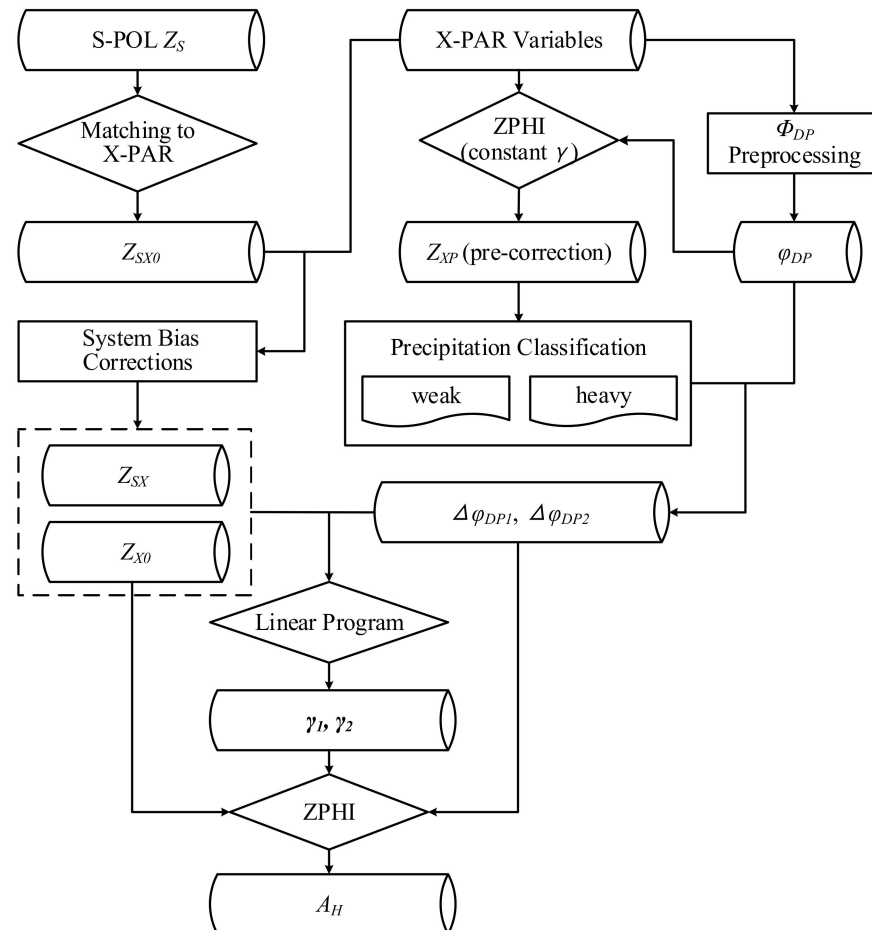 S-POL Z_S
X-PAR Variables
Matching to
X-PAR
ZPHI
(constant γ)
Φ_DP
Preprocessing
Z_SX0
Z_XP (pre-correction)
φ_DP
System Bias
Corrections
Precipitation Classification
weak
heavy
Z_SX
Z_X0
Δφ_DP1, Δφ_DP2
Linear Program
γ_1, γ_2
ZPHI
A_H